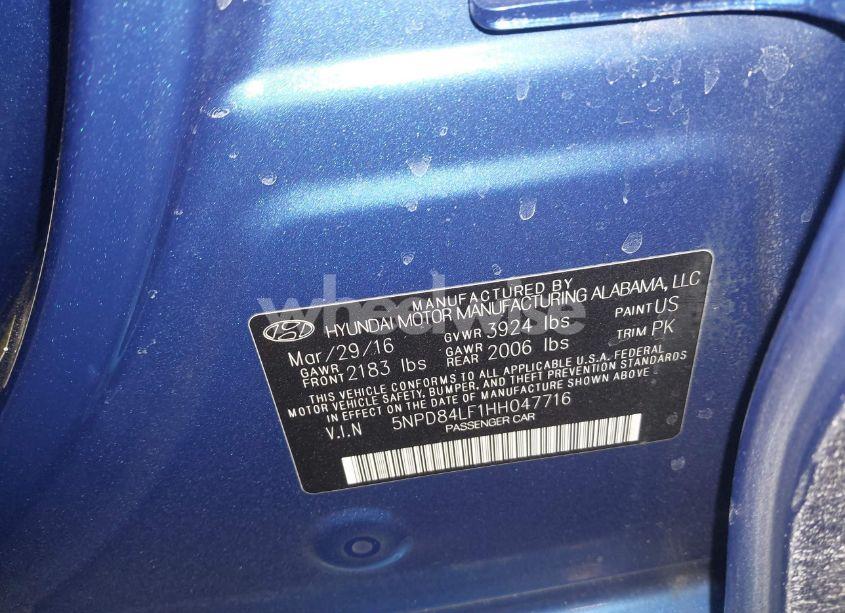 MANUFACTURED BY
HYUNDAI MOTOR MANUFACTURING ALABAMA, LLC
Mar/29/16 GVWR 3924 lbs PAINT US
GAWR FRONT 2183 lbs GAWR REAR 2006 lbs TRIM PK
THIS VEHICLE CONFORMS TO ALL APPLICABLE U.S.A. FEDERAL
MOTOR VEHICLE SAFETY, BUMPER, AND THEFT PREVENTION STANDARDS
IN EFFECT ON THE DATE OF MANUFACTURE SHOWN ABOVE.
V.I.N 5NPD84LF1HH047716
PASSENGER CAR
wheelwise